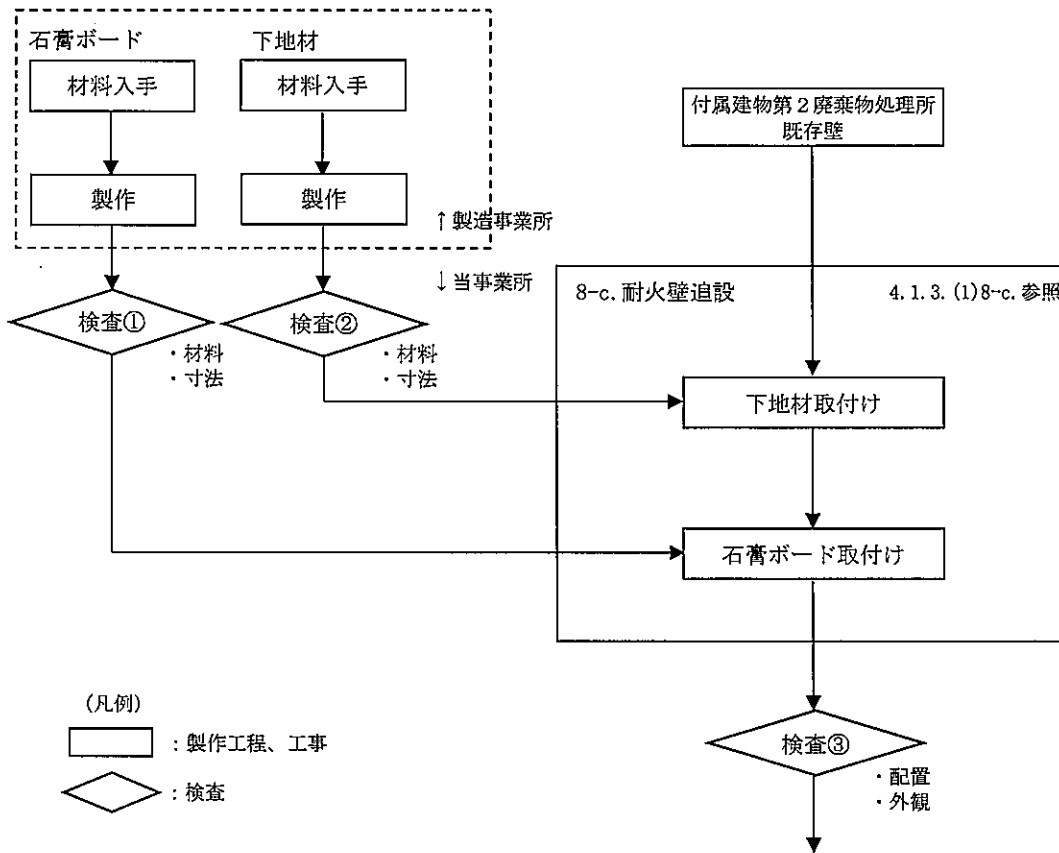 石膏ボード
下地材
材料入手
材料入手
付属建物第2廃棄物処理所
既存壁
製作
製作
↑製造事業所
↓当事業所
8-c.耐火壁追設
4.1.3.(1)8-c.参照
検査①
・材料
・寸法
検査②
・材料
・寸法
下地材取付け
石膏ボード取付け
(凡例)
:製作工程、工事
:検査
検査③
・配置
・外観